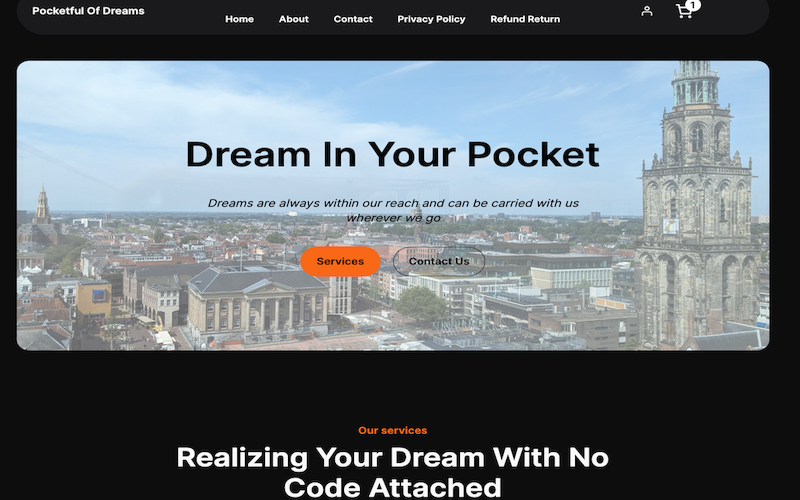 Pocketful Of Dreams
Home About Contact Privacy Policy Refund Return
1
Dream In Your Pocket
Dreams are always within our reach and can be carried with us
wherever we go
Services Contact Us
Our services
Realizing Your Dream With No
Code Attached